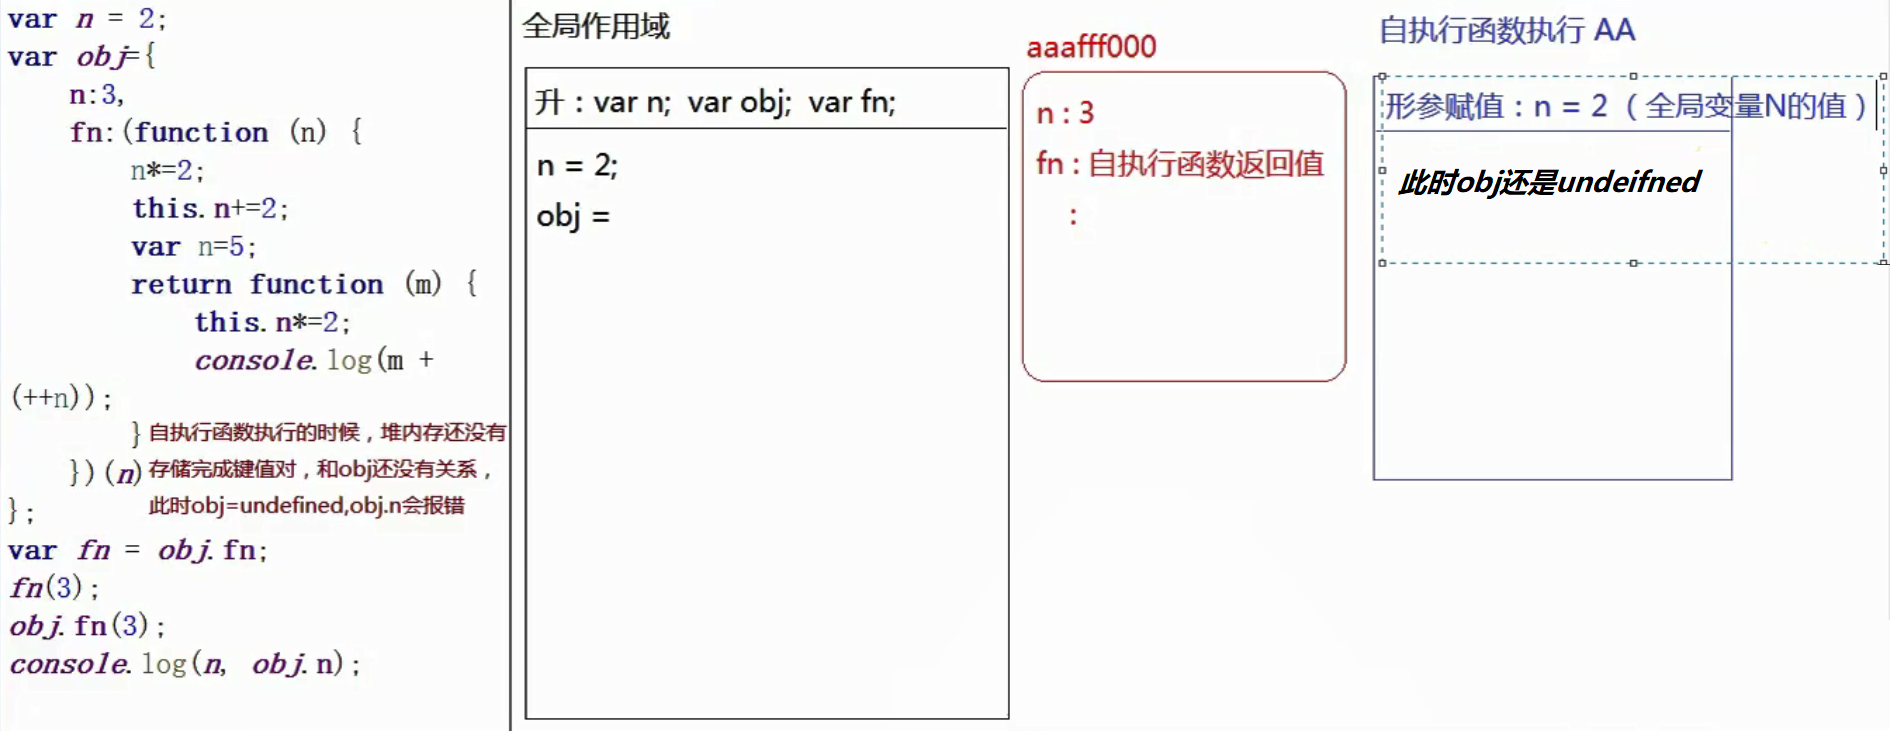 var n = 2;
var obj={
n:3,
fn:(function (n) {
n*=2;
this.n+=2;
var n=5;
return function (m) {
this.n*=2;
console.log(m +
(++n));
} 自执行函数执行的时候，堆内存还没有
})(n) 存储完成键值对，和obj还没有关系，
}; 此时obj=undefined,obj.n会报错
var fn = obj.fn;
fn(3);
obj.fn(3);
console.log(n, obj.n);
全局作用域
升：var n; var obj; var fn;
n = 2;
obj =
aaafff000
n : 3
fn : 自执行函数返回值
:
自执行函数执行 AA
形参赋值：n = 2 （全局变量N的值）
此时obj还是undeifned